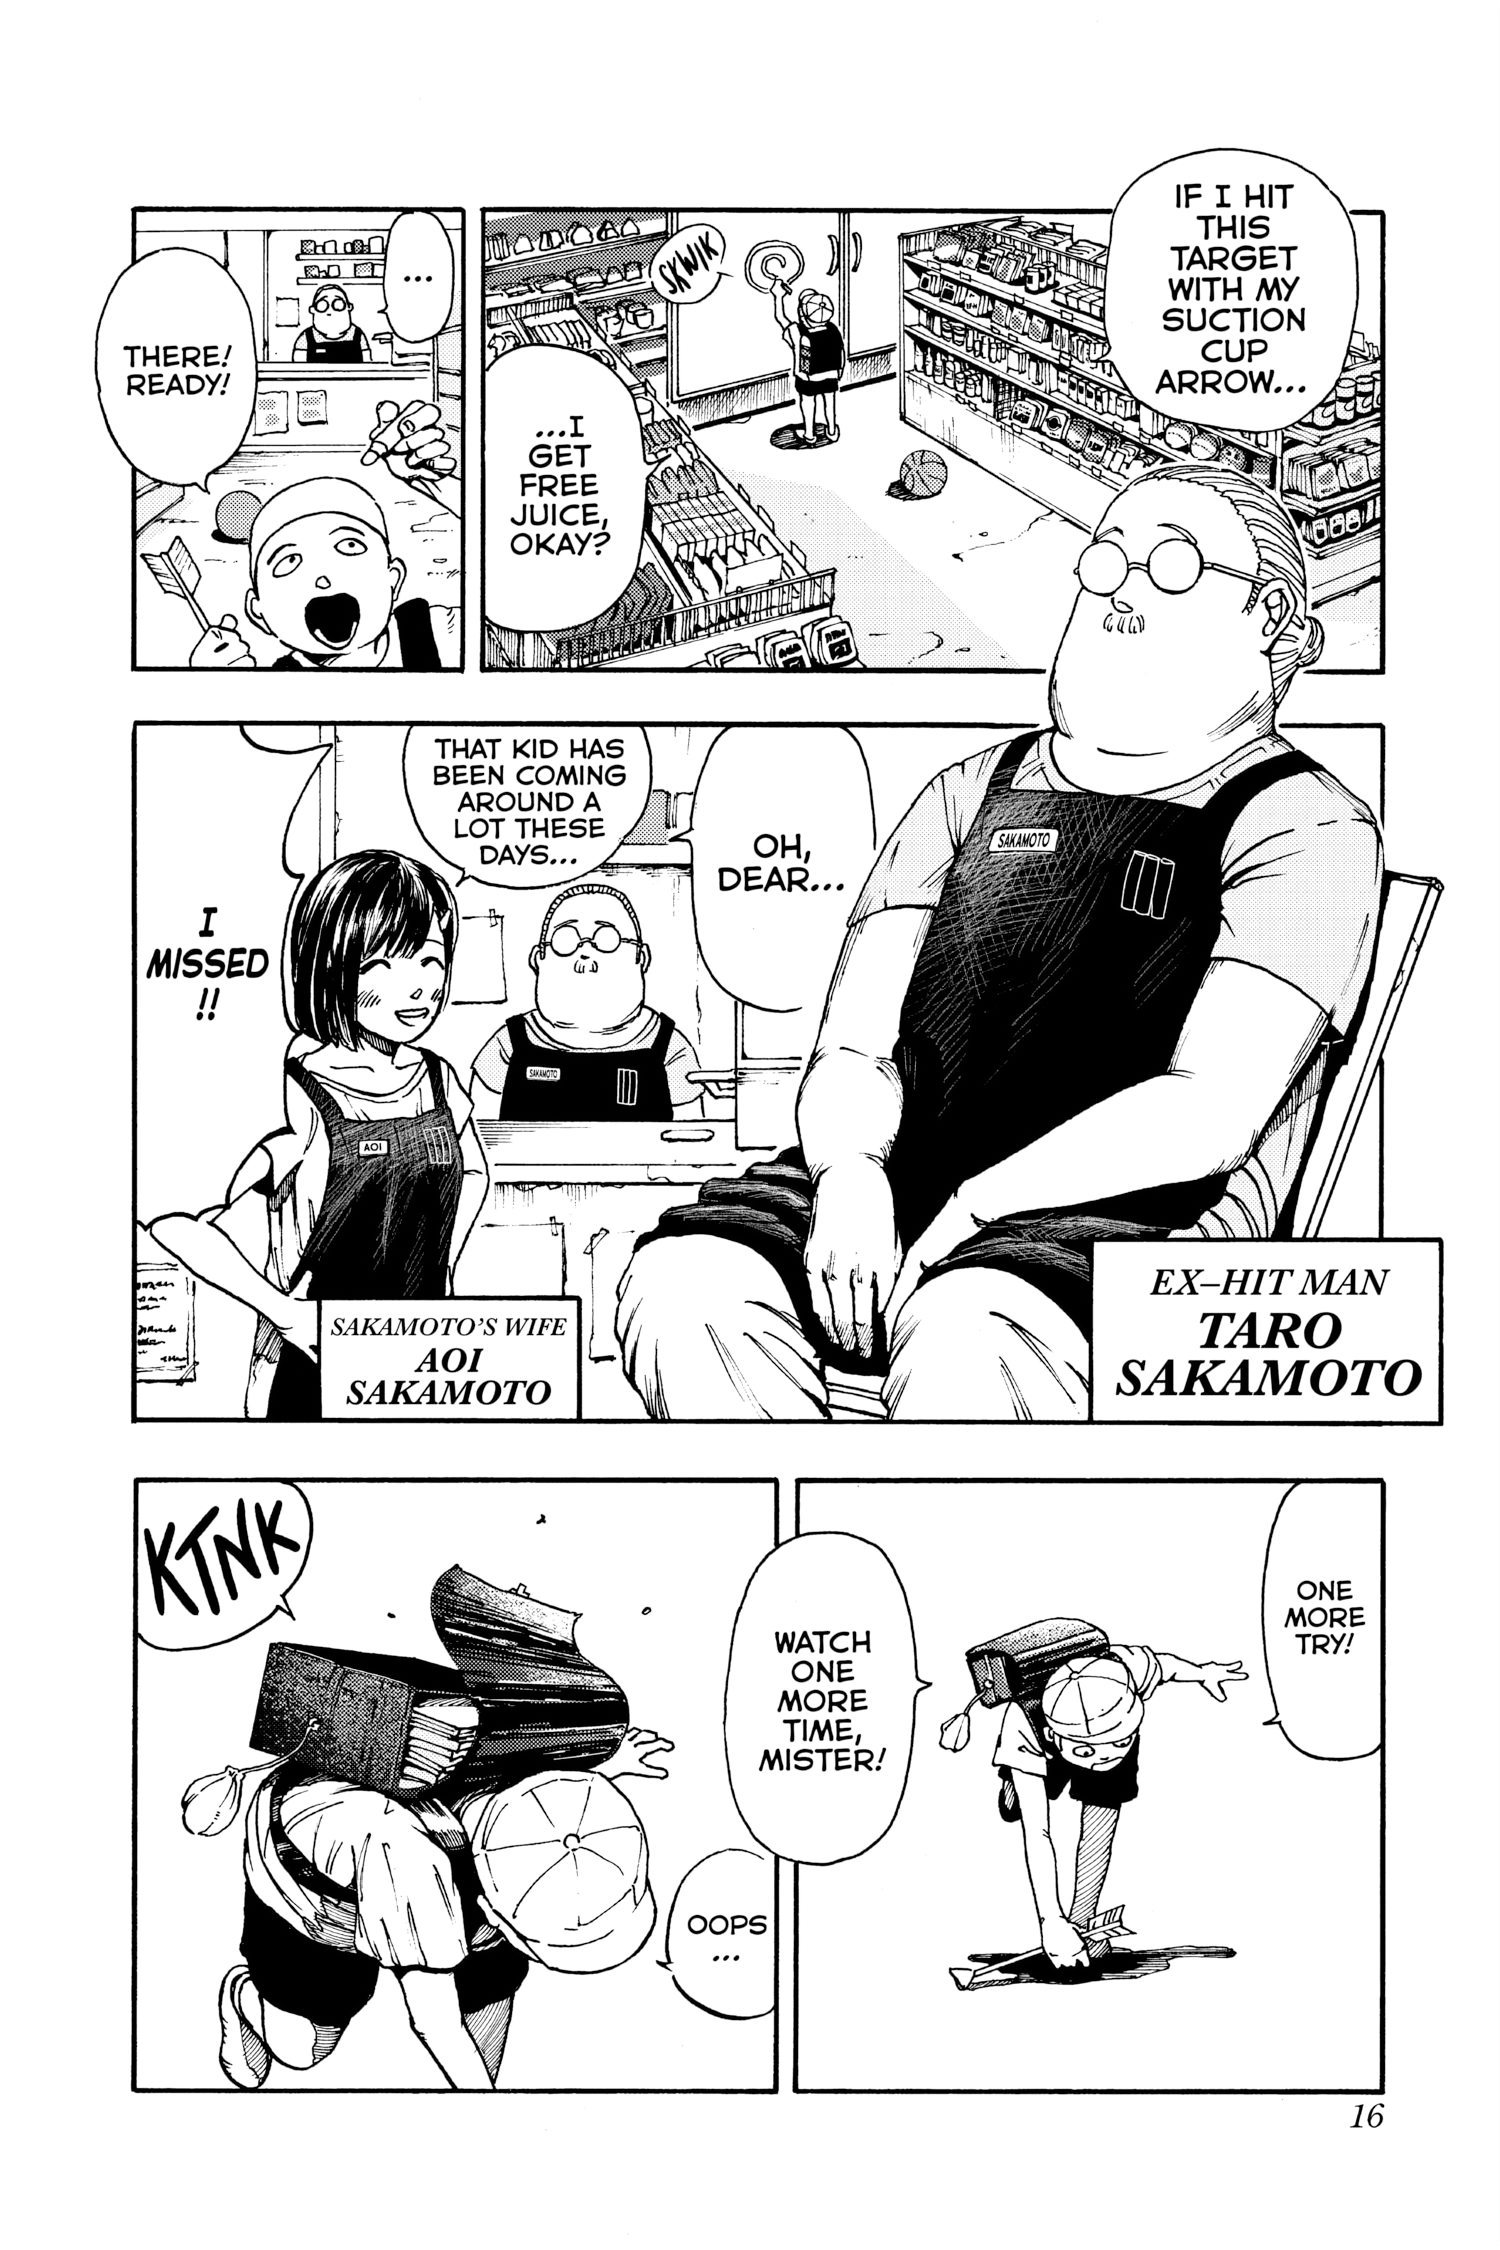 IF I HIT
THIS
TARGET
WITH MY
SUCTION
CUP
ARROW...
SKWIK
...I
GET
FREE
JUICE,
OKAY?
...
THERE!
READY!
SAKAMOTO
OH,
DEAR...
THAT KID HAS
BEEN COMING
AROUND A
LOT THESE
DAYS...
SAKAMOTO
AOI
I
MISSED
!!
EX-HIT MAN
TARO
SAKAMOTO
SAKAMOTO'S WIFE
AOI
SAKAMOTO
ONE
MORE
TRY!
WATCH
ONE
MORE
TIME,
MISTER!
KTNK
OOPS
...
16